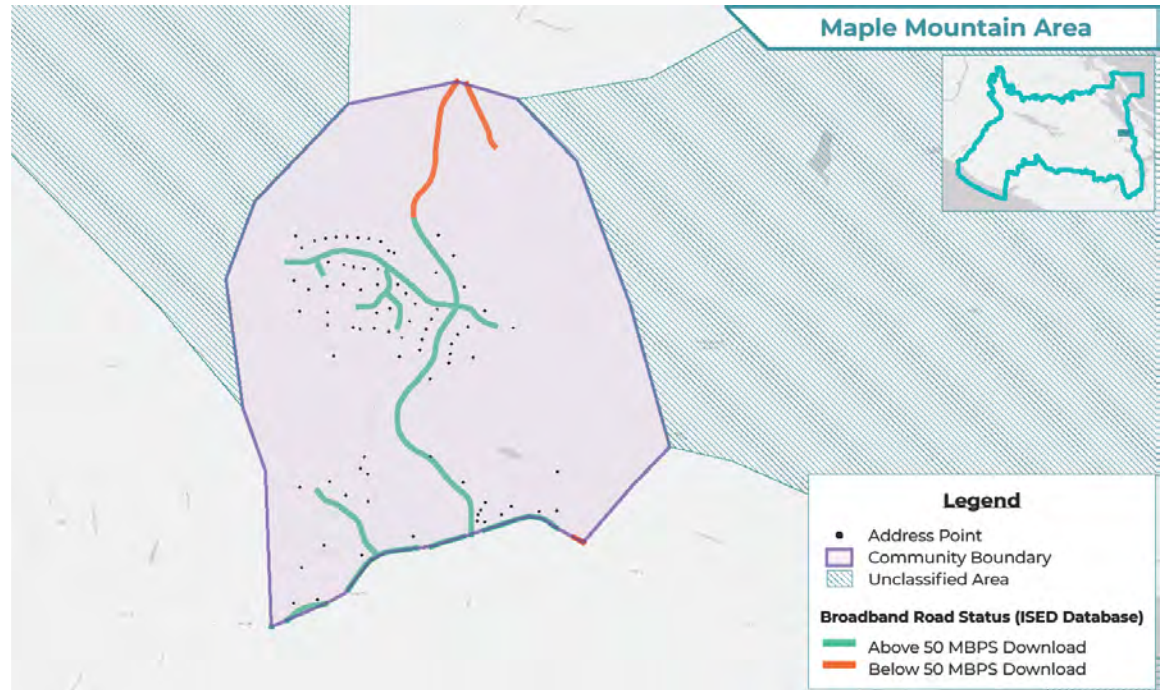 Maple Mountain Area
Legend
Address Point
Community Boundary
Unclassified Area
Broadband Road Status (ISED Database)
Above 50 MBPS Download
Below 50 MBPS Download